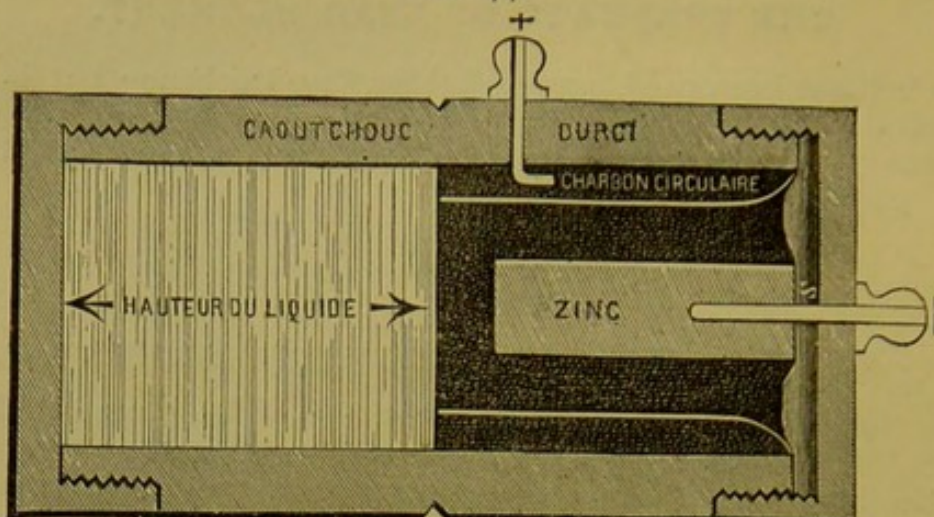 +
CAOUTCHOUC DURCI
CHARBON CIRCULAIRE
HAUTEUR DU LIQUIDE
ZINC